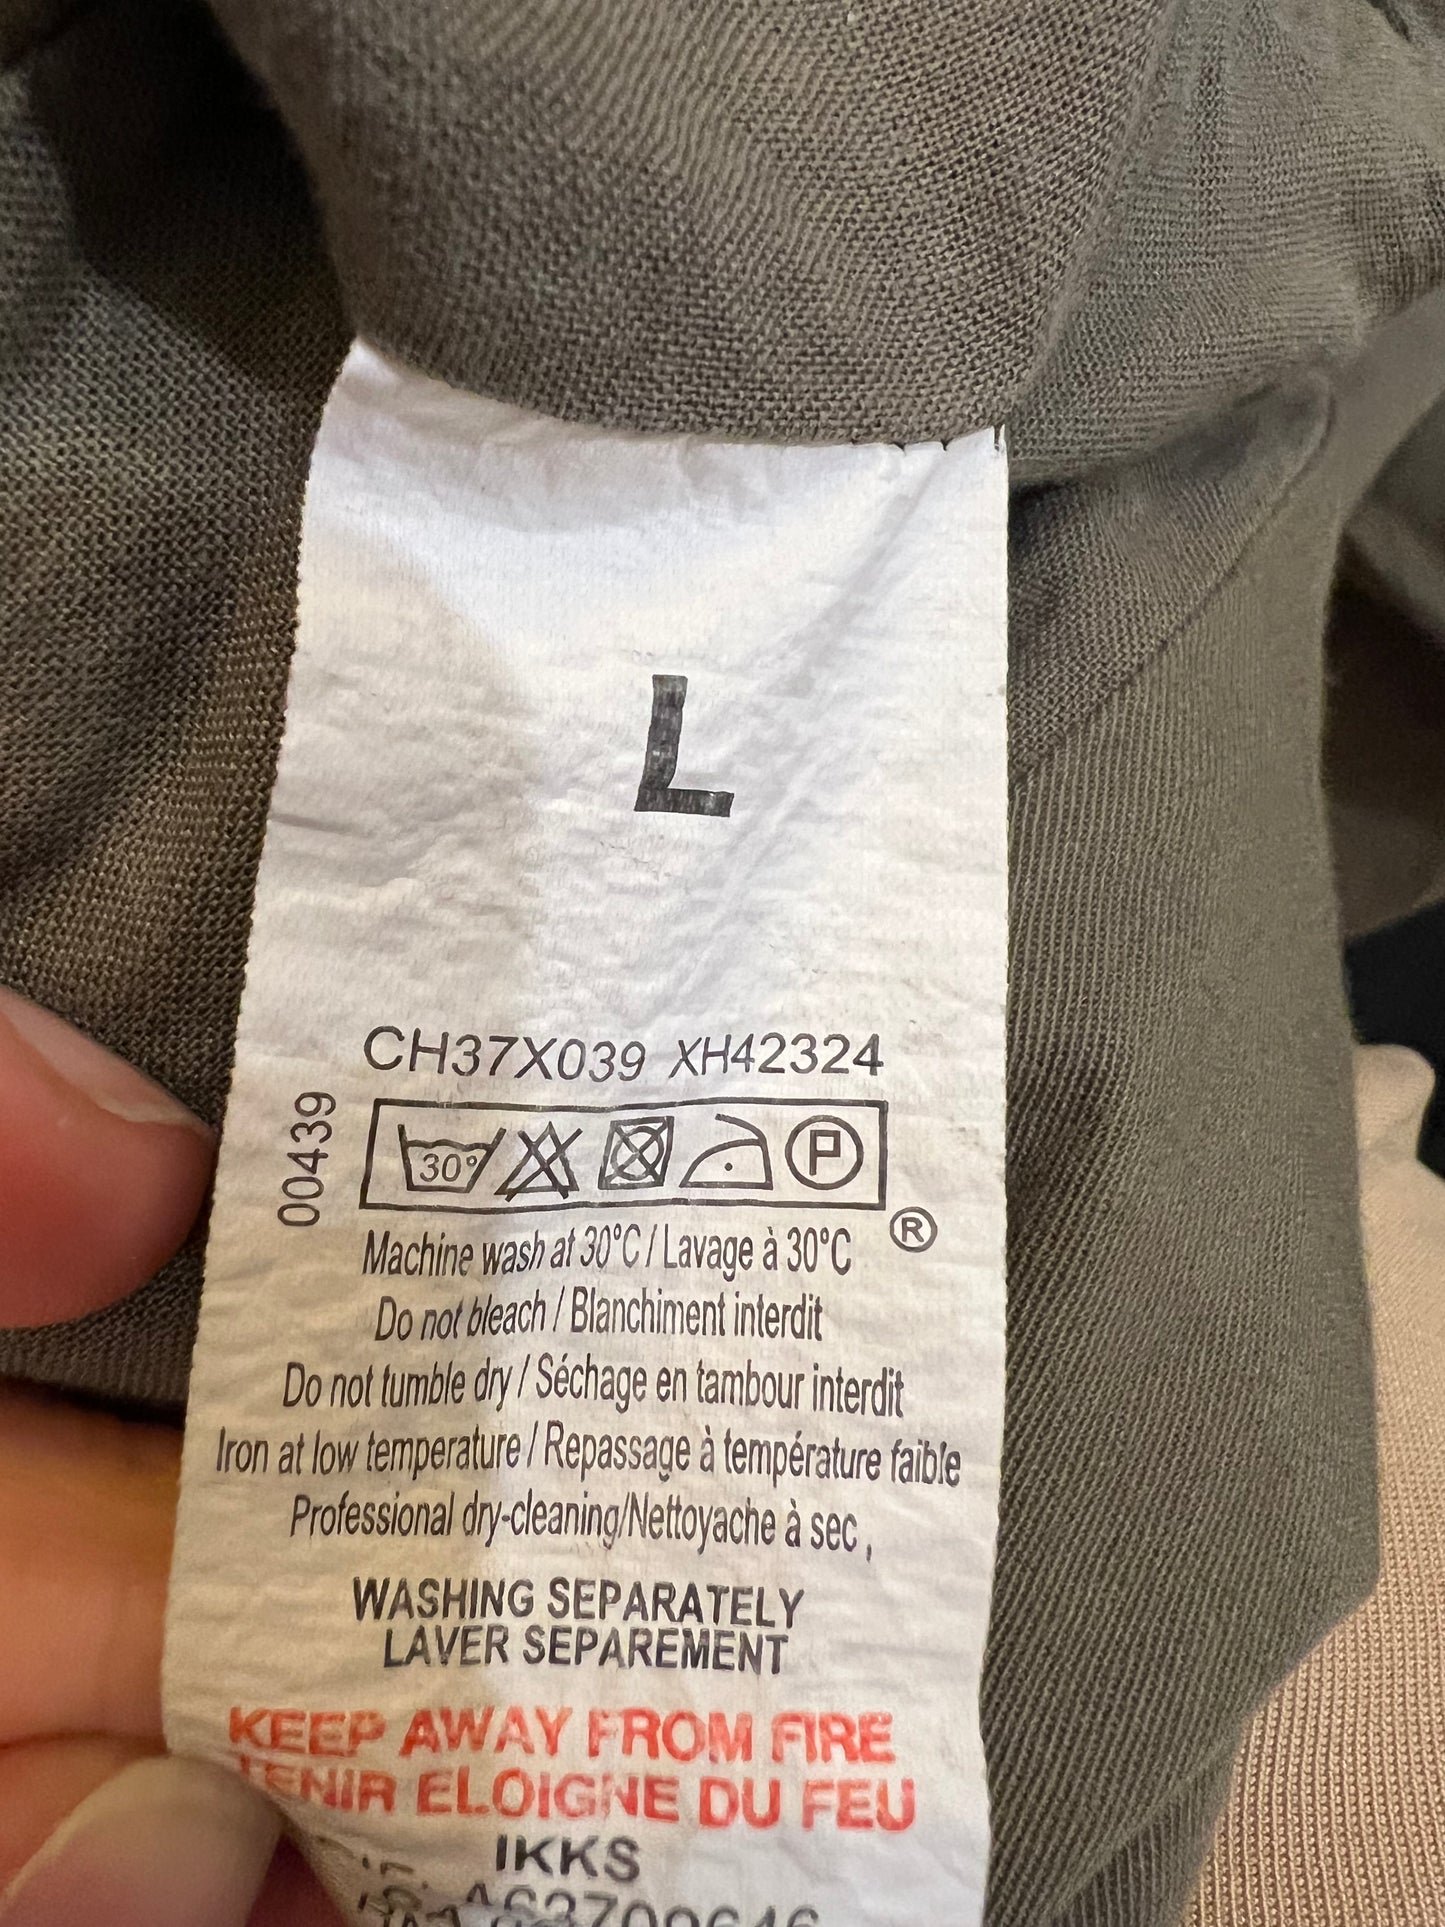 L
CH37X039 XH42324
00439
30°
P
®
Machine wash at 30°C / Lavage à 30°C
Do not bleach / Blanchiment interdit
Do not tumble dry / Séchage en tambour interdit
Iron at low temperature / Repassage à température faible
Professional dry-cleaning/Nettoyache à sec ,
WASHING SEPARATELY
LAVER SEPAREMENT
KEEP AWAY FROM FIRE
TENIR ELOIGNE DU FEU
IKKS